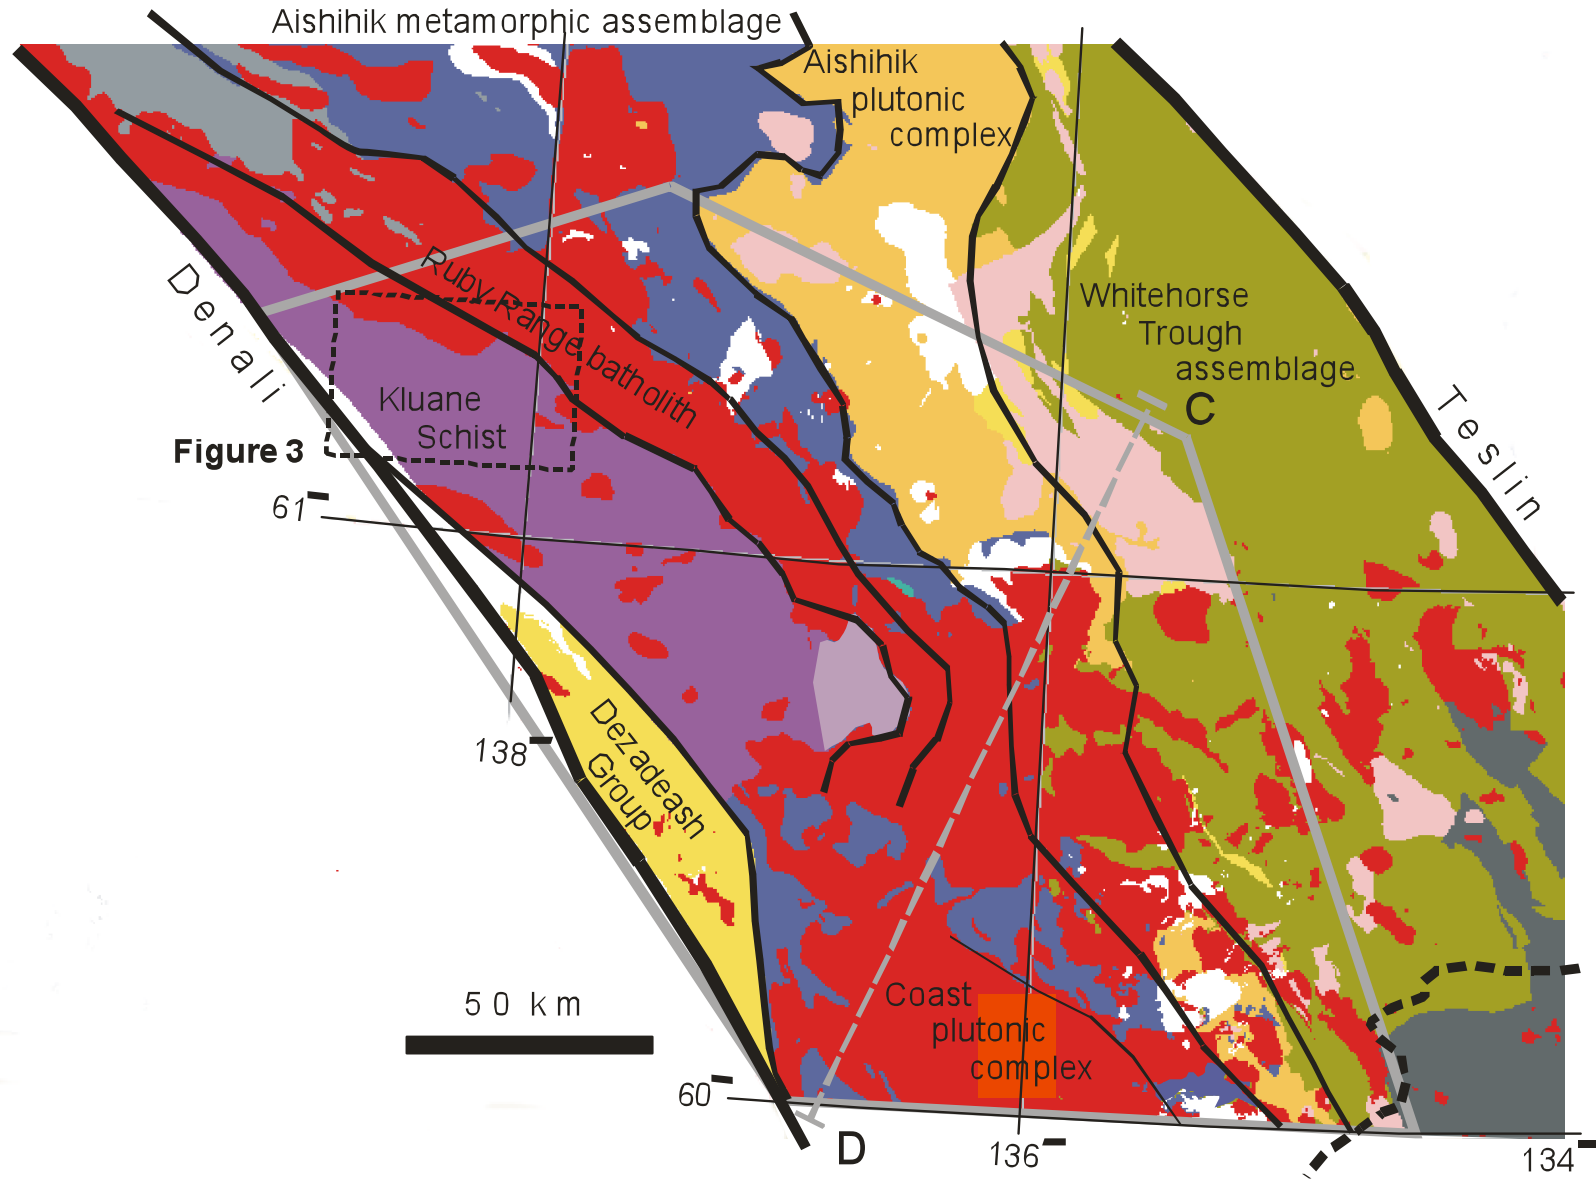 Aishihik metamorphic assemblage
Aishihik
plutonic
complex
Denali
Ruby Range batholith
Whitehorse
Trough
assemblage
C
Teslin
Kluane
Schist
Figure 3
61
138
Dezadeash
Group
50 km
Coast
plutonic
complex
60
D
136
134